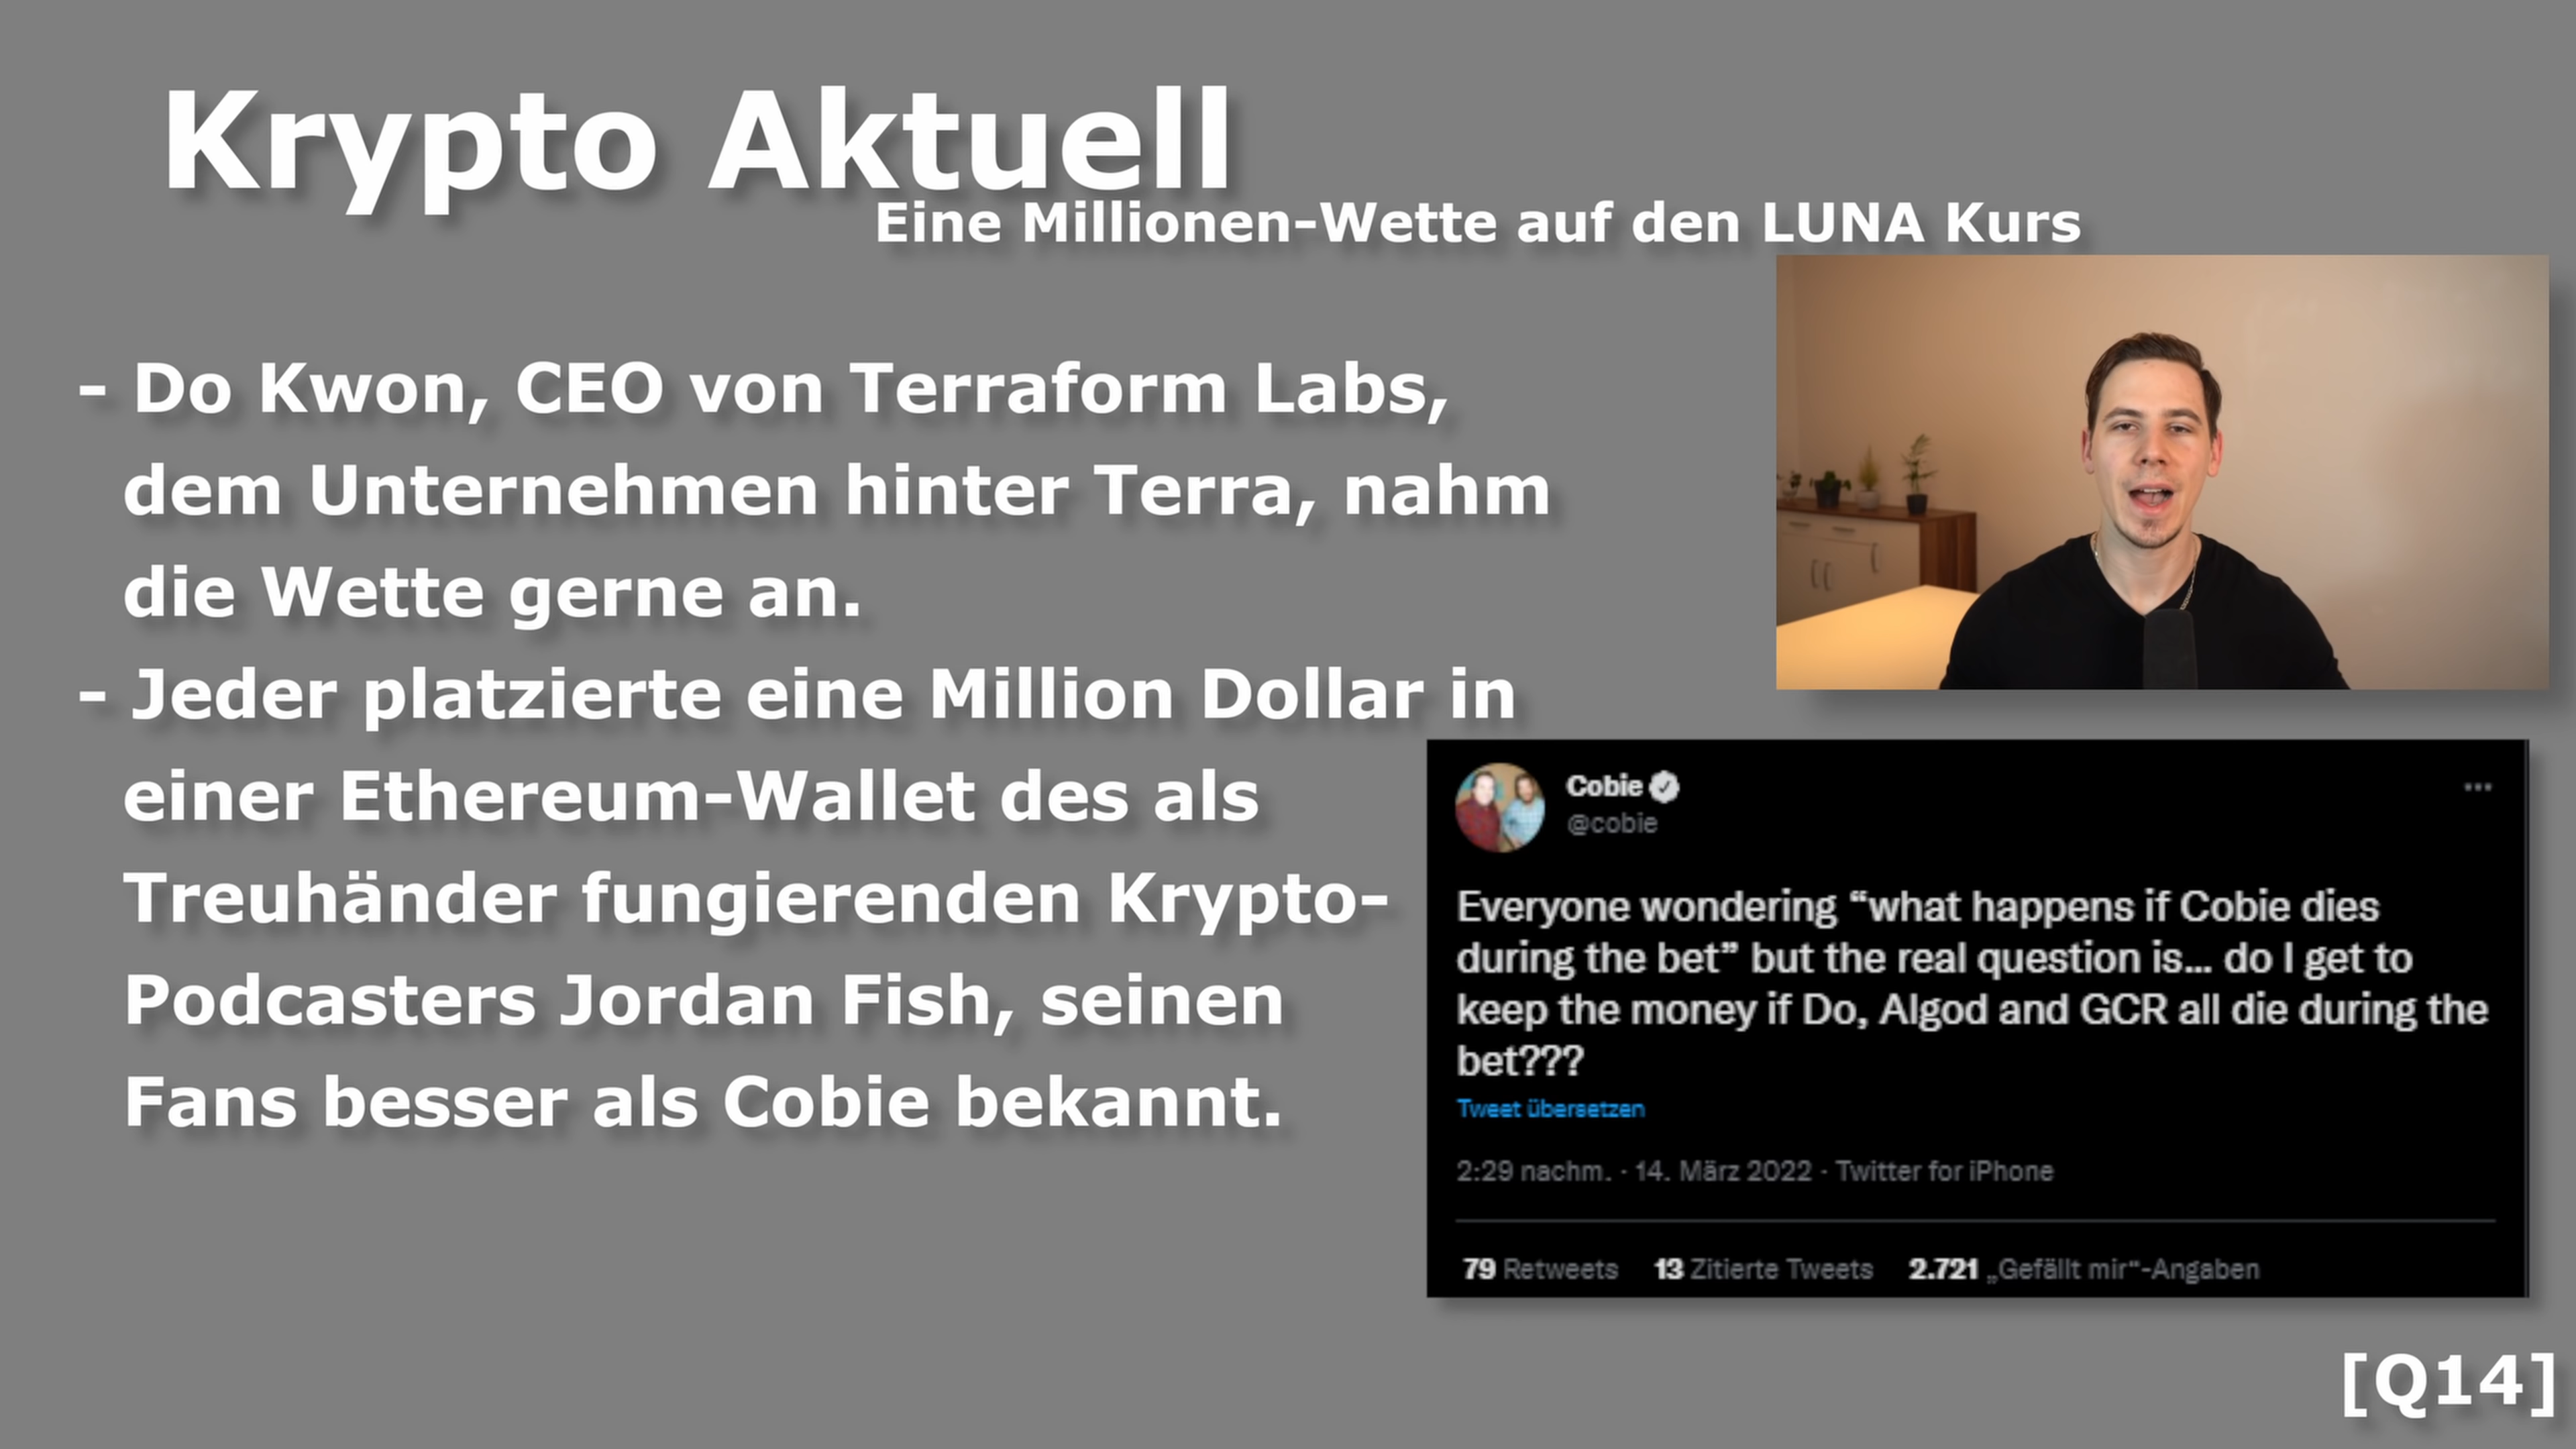 Krypto Aktuell
Eine Millionen-Wette auf den LUNA Kurs
- Do Kwon, CEO von Terraform Labs,
dem Unternehmen hinter Terra, nahm
die Wette gerne an.
- Jeder platzierte eine Million Dollar in
einer Ethereum-Wallet des als
Treuhänder fungierenden Krypto-
Podcasters Jordan Fish, seinen
Fans besser als Cobie bekannt.
Cobie
@cobie
Everyone wondering “what happens if Cobie dies
during the bet” but the real question is... do I get to
keep the money if Do, Algod and GCR all die during the
bet???
Tweet übersetzen
2:29 nachm. · 14. März 2022 · Twitter for iPhone
79 Retweets 13 Zitierte Tweets 2.721 „Gefällt mir“-Angaben
[Q14]